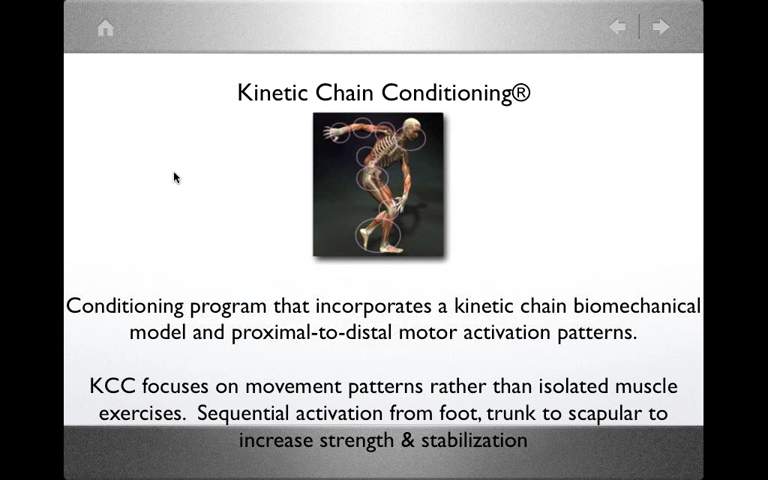 Kinetic Chain Conditioning®
Conditioning program that incorporates a kinetic chain biomechanical
model and proximal-to-distal motor activation patterns.
KCC focuses on movement patterns rather than isolated muscle
exercises.  Sequential activation from foot, trunk to scapular to
increase strength & stabilization